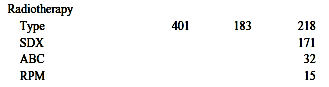 Radiotherapy
Type 401 183 218
SDX 171
ABC 32
RPM 15